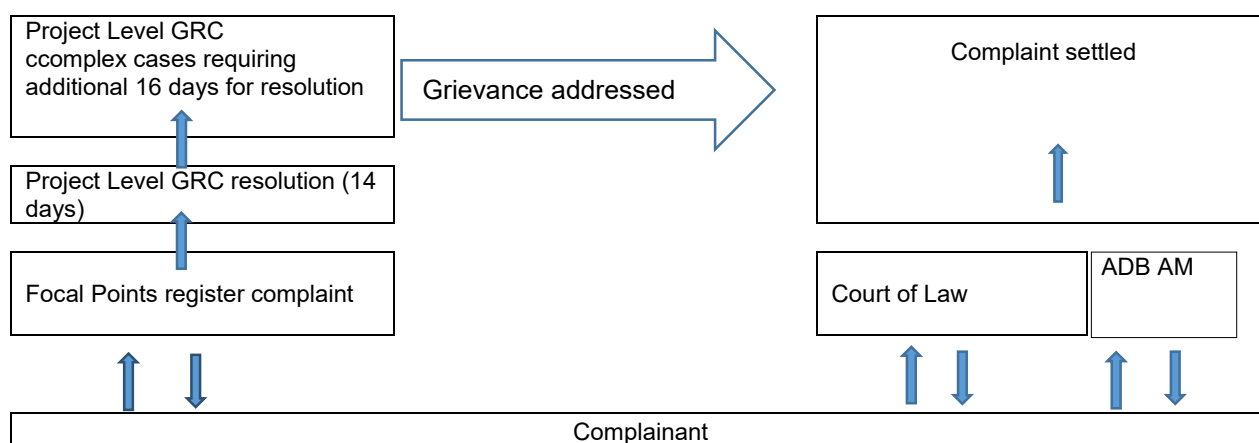 Project Level GRC
ccomplex cases requiring
additional 16 days for resolution
Grievance addressed
Complaint settled
Project Level GRC resolution (14
days)
Focal Points register complaint
Court of Law
ADB AM
Complainant